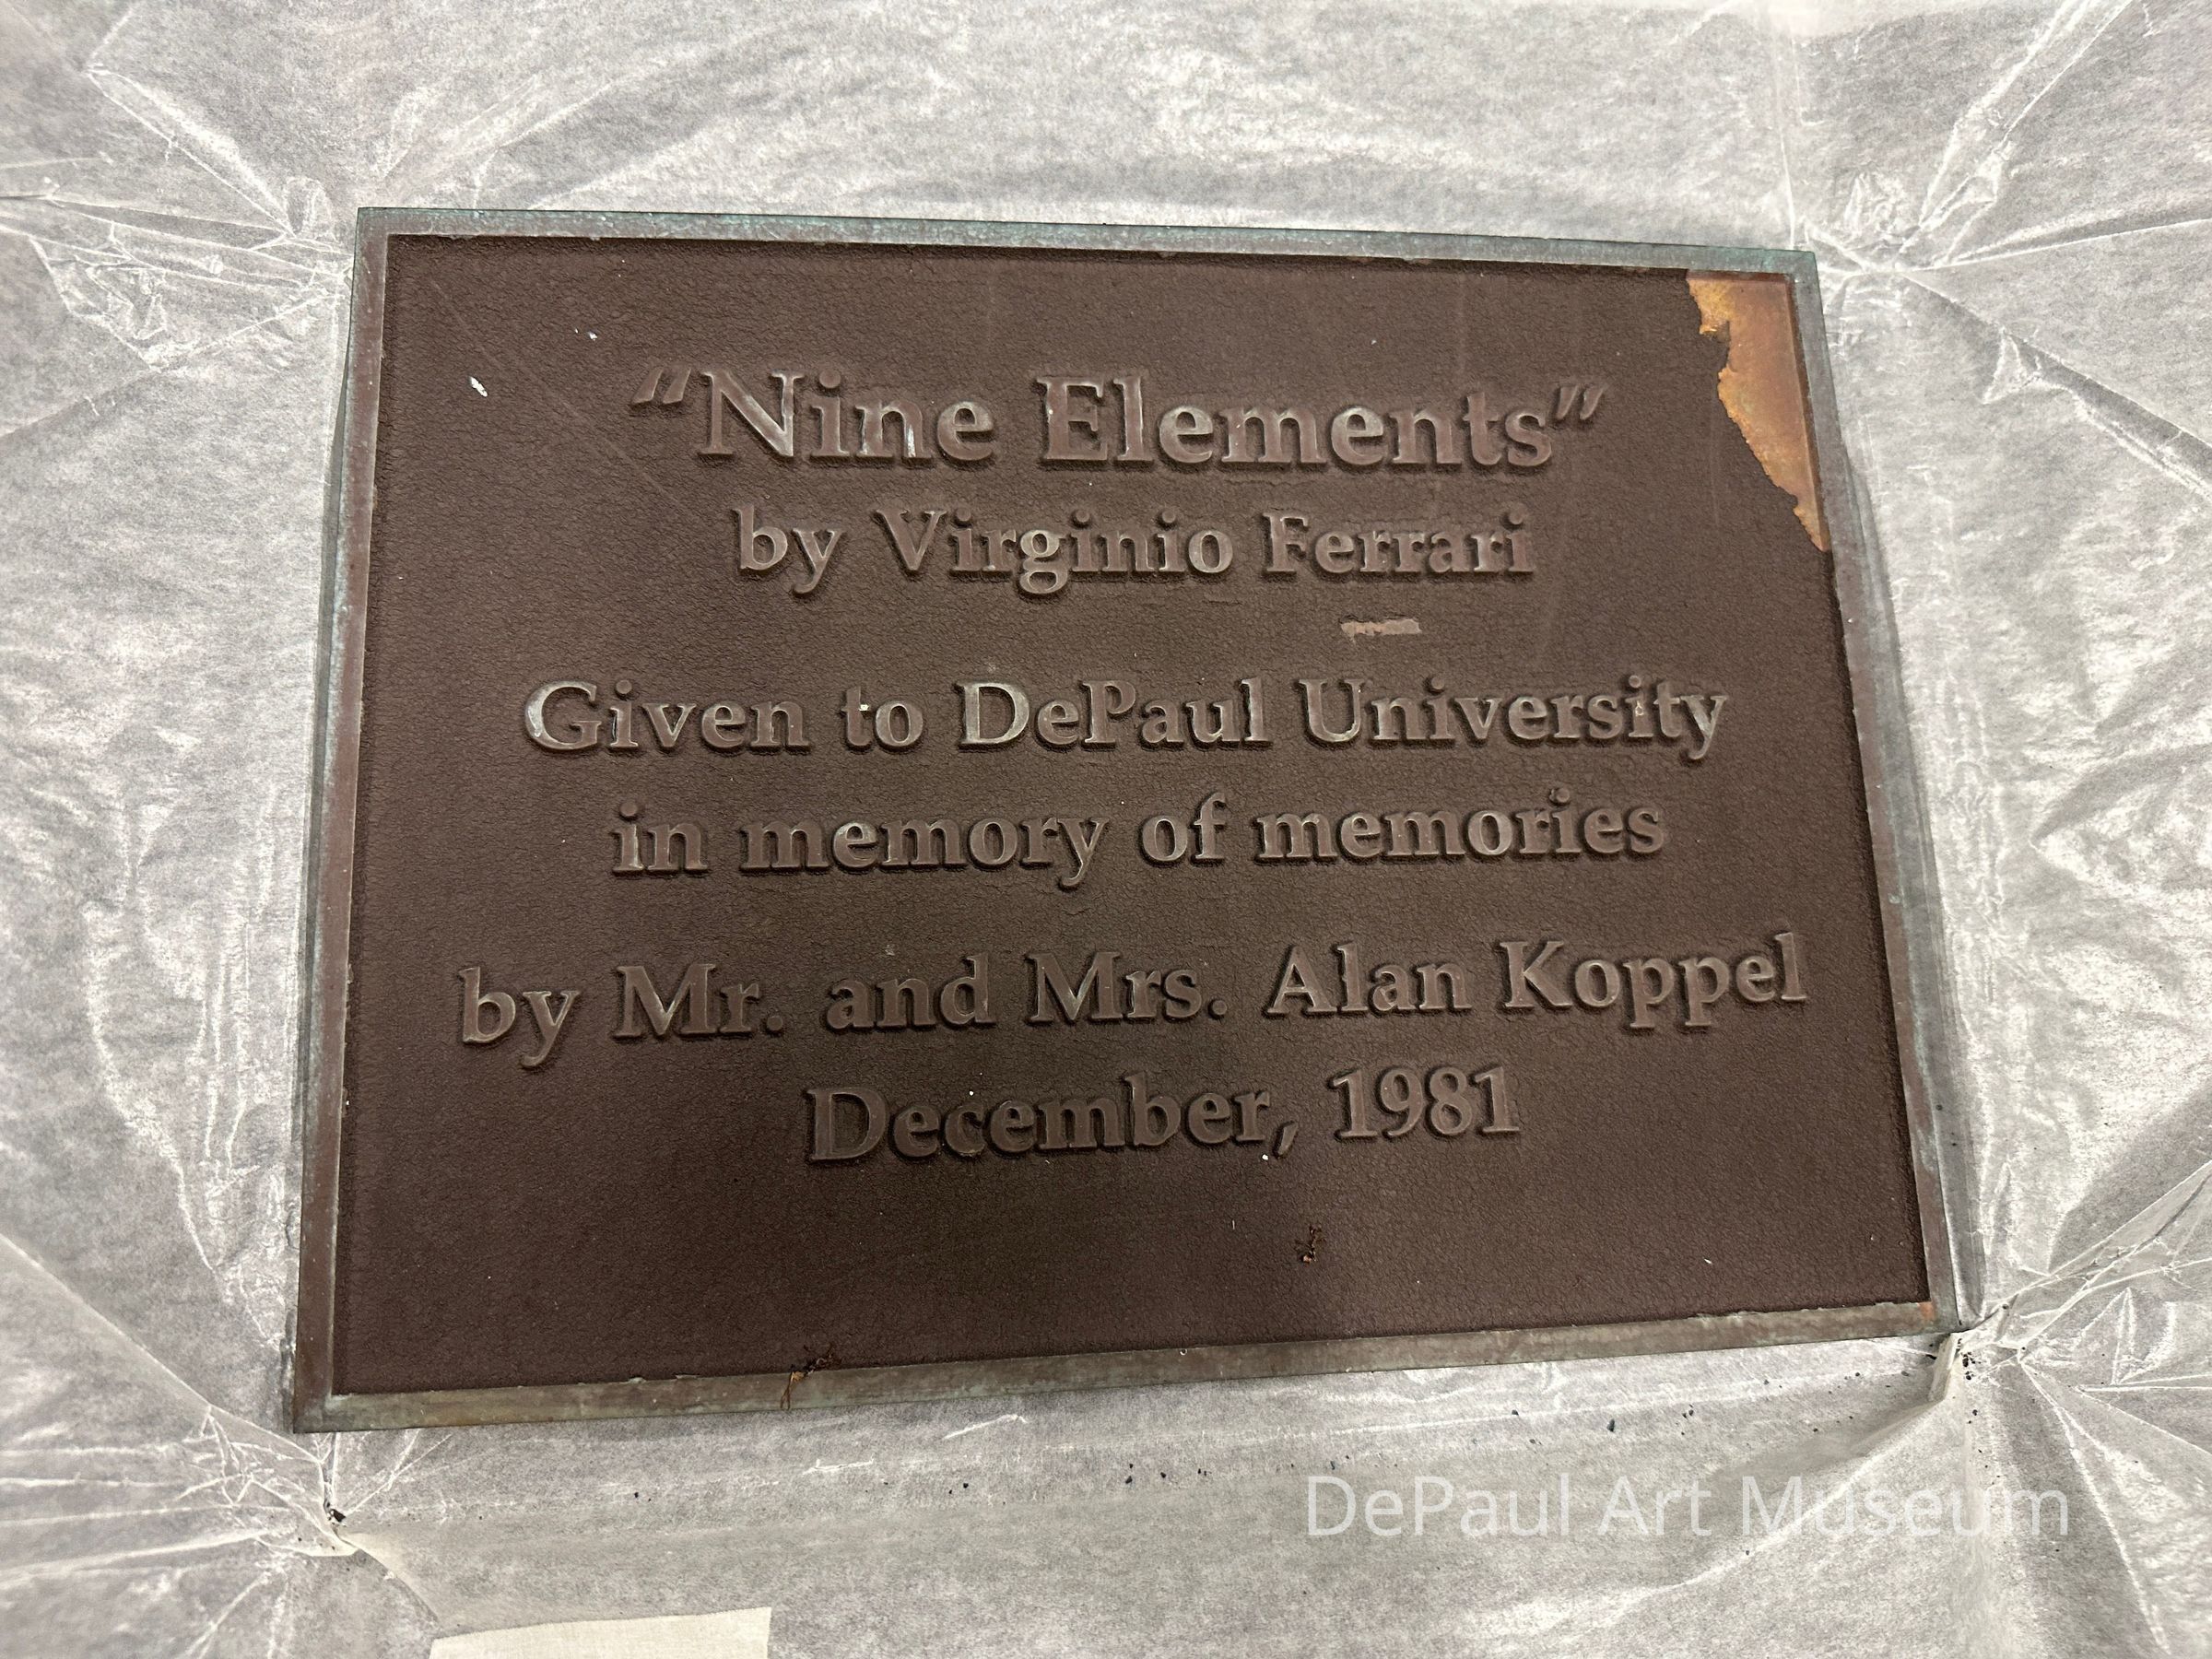 “Nine Elements”
by Virginio Ferrari
Given to DePaul University
in memory of memories
by Mr. and Mrs. Alan Koppel
December, 1981
DePaul Art Museum